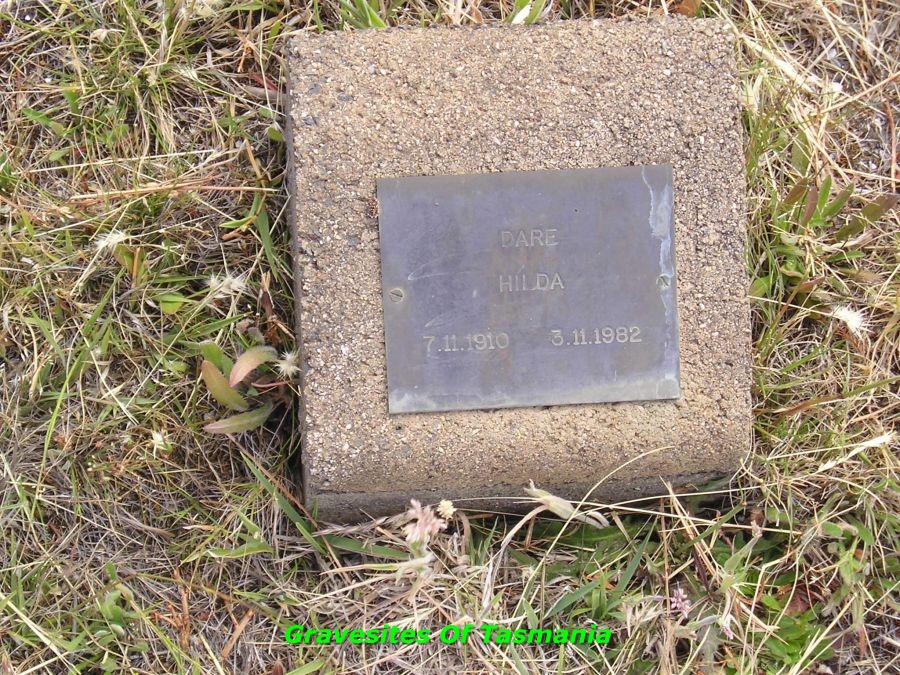 DARE
HILDA
7.11.1910 3.11.1982
Gravesites Of Tasmania